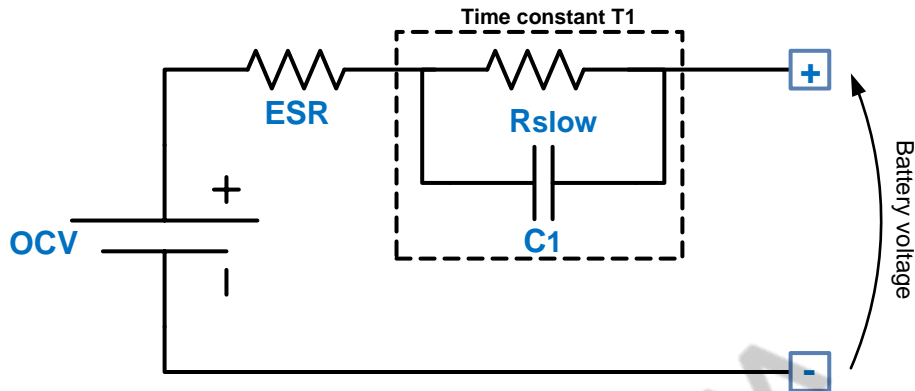 Time constant T1
+
ESR
Rslow
+
OCV
C1
Battery voltage
-